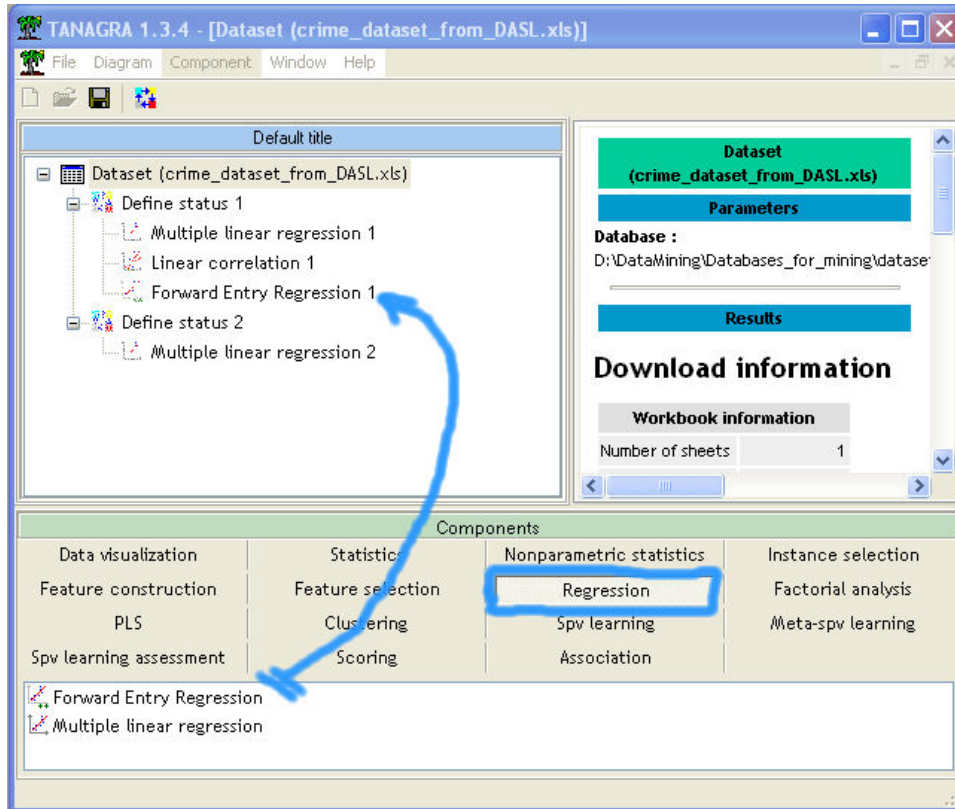 TANAGRA 1.3.4 - [Dataset (crime_dataset_from_DASL.xls)]
File Diagram Component Window Help
Default title
Dataset (crime_dataset_from_DASL.xls)
Define status 1
Multiple linear regression 1
Linear correlation 1
Forward Entry Regression 1
Define status 2
Multiple linear regression 2
Dataset
(crime_dataset_from_DASL.xls)
Parameters
Database :
D:\DataMining\Databases_for_mining\datase
Results
Download information
Workbook information
Number of sheets 1
Components
Data visualization Statistics Nonparametric statistics Instance selection
Feature construction Feature selection Regression Factorial analysis
PLS Clustering Spv learning Meta-spv learning
Spv learning assessment Scoring Association
Forward Entry Regression
Multiple linear regression